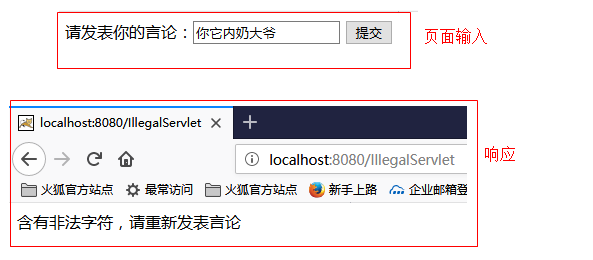 请发表你的言论：你它内奶大爷 提交
页面输入
localhost:8080/IllegalServlet
响应
localhost:8080/IllegalServlet
火狐官方站点 最常访问 火狐官方站点 新手上路 企业邮箱登
含有非法字符，请重新发表言论